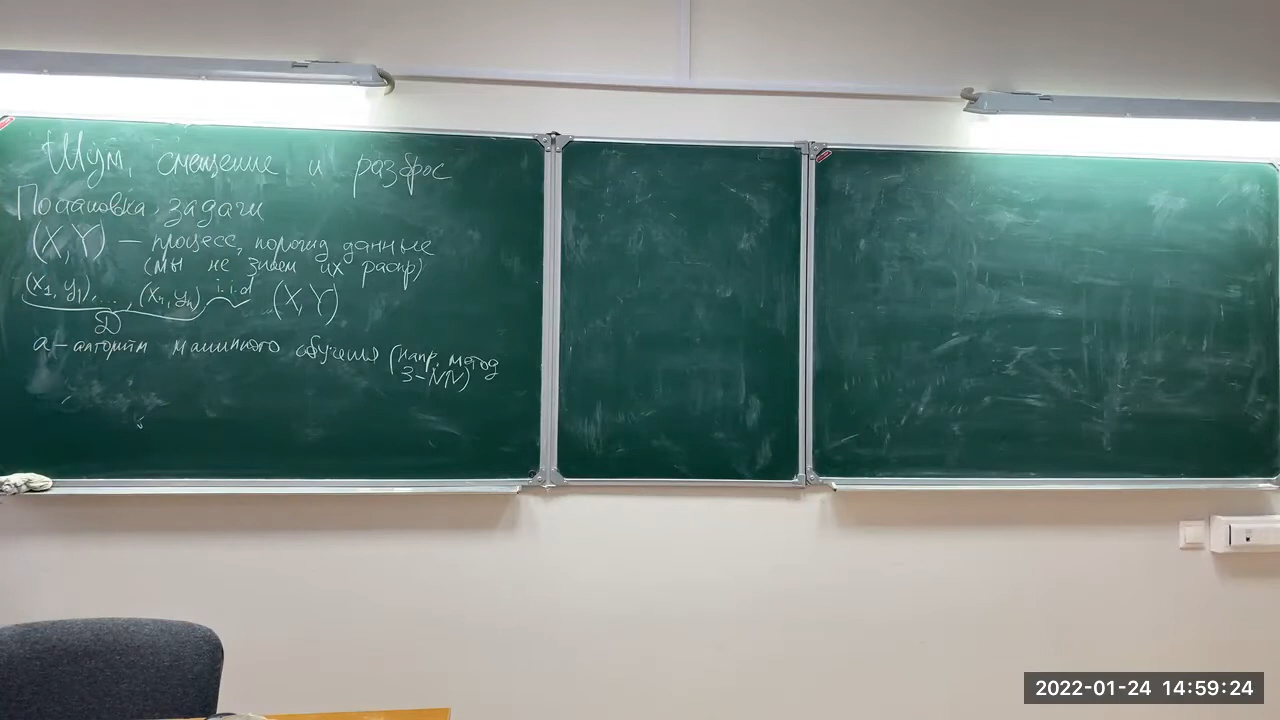 Шум, смещение и разброс
Постановка задачи
(X, Y) — процесс, порожд данные
(мы не знаем их распр)
(x₁, y₁), ..., (xₙ, yₙ) i.i.d (X, Y)
D
a — алгоритм машинного обучения (напр. метод
3-NN)
2022-01-24 14:59:24